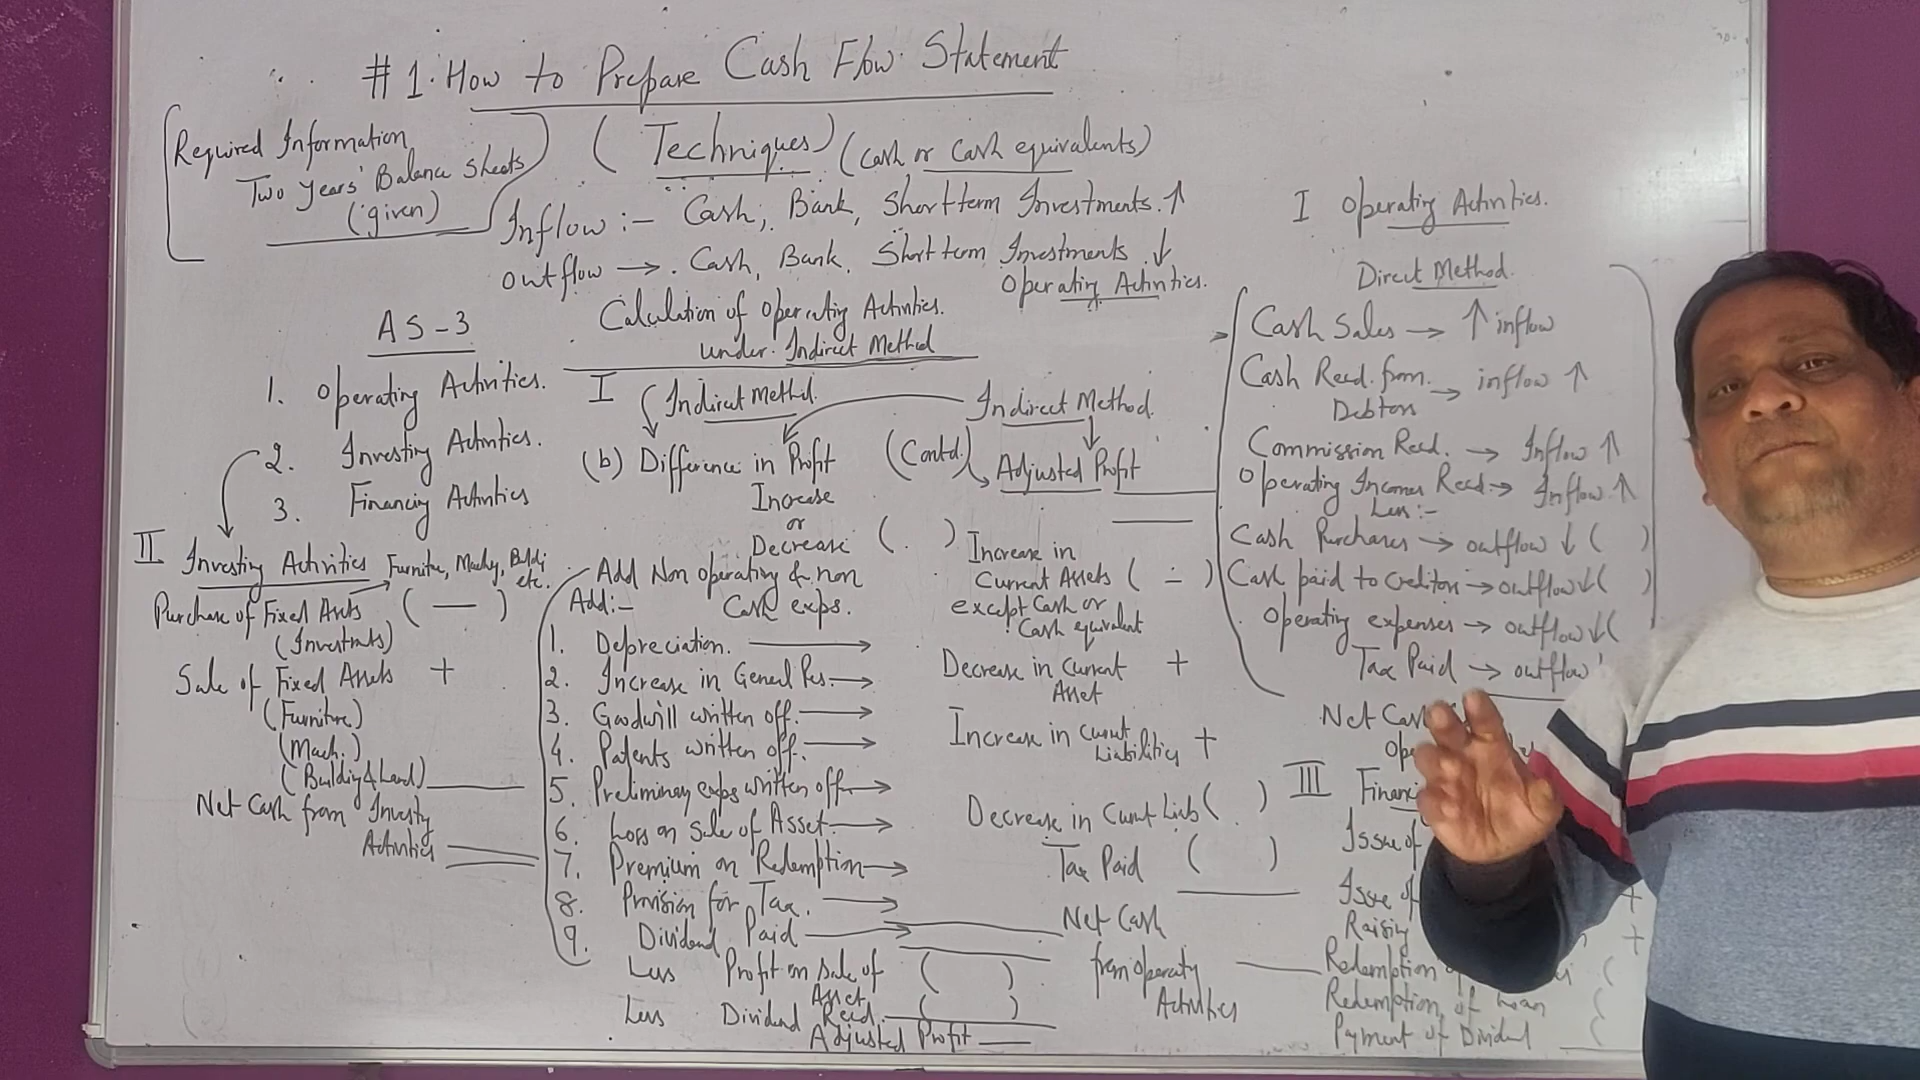 #1. How to Prepare Cash Flow Statement
Required Information
Two Years' Balance Sheets
(given)
(Techniques) (Cash or Cash equivalents)
Inflow :- Cash, Bank, Short term Investments. ↑
Outflow → Cash, Bank, Short term Investments ↓
Operating Activities.
AS-3
1. Operating Activities.
2. Investing Activities.
3. Financing Activities
Calculation of Operating Activities.
under Indirect Method
I Indirect Method.
(b) Difference in Profit
Increase
or
Decrease ( )
Add Non operating & non
Add:- Cash exps.
1. Depreciation. →
2. Increase in General Res. →
3. Goodwill written off. →
4. Patents written off. →
5. Preliminary exps written off →
6. Loss on Sale of Asset. →
7. Premium on Redemption →
8. Provision for Tax. →
9. Dividend Paid →
Less Profit on Sale of ( )
Asset
Less Dividend Recd. ( )
Adjusted Profit
II Investing Activities Furniture, Machy,
etc.
Purchase of Fixed Assets ( — )
Sale of Fixed Assets +
(Furniture)
(Mach.)
(Building & Land)
Net Cash from Investg
Activities
Indirect Method.
(Contd.) Adjusted Profit
Increase in
Current Assets ( - )
except Cash or
Cash equivalent
Decrease in Current +
Asset
Increase in currnt
Liabilities +
Decrease in Currnt Liab ( )
Tax Paid ( )
Net Cash
from operatg
Activities
I Operating Activities.
Direct Method.
Cash Sales → ↑ inflow
Cash Recd. from → inflow ↑
Debtors
Commission Recd. → Inflow ↑
Operating Incomes Recd → Inflow ↑
Less:-
Cash Purchases → outflow ↓ ( )
Cash paid to Creditors → outflow ↓ ( )
Operating expenses → outflow ↓ (
Tax Paid → outflow
Net Cas
Ope
III Financi
Issue of
Issue of +
Raising +
Redemption (
Redemption of Loan (
Payment of Dividend (